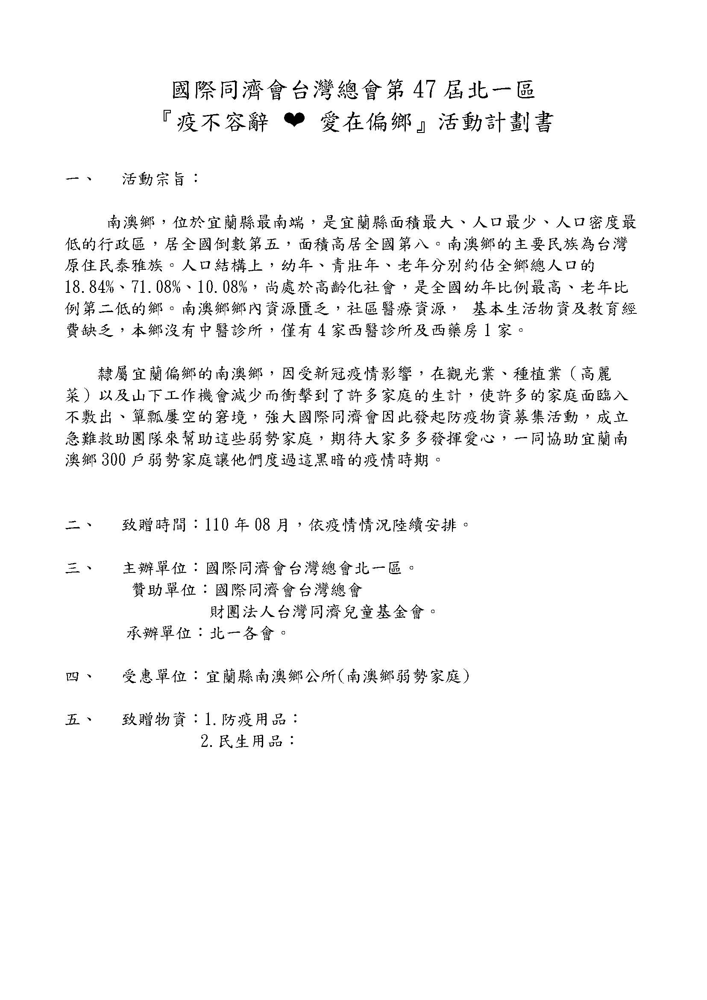 國際同濟會台灣總會第 47 屆北一區
『疫不容辭 ❤ 愛在偏鄉』活動計劃書
一、 活動宗旨：
南澳鄉，位於宜蘭縣最南端，是宜蘭縣面積最大、人口最少、人口密度最
低的行政區，居全國倒數第五，面積高居全國第八。南澳鄉的主要民族為台灣
原住民泰雅族。人口結構上，幼年、青壯年、老年分別約佔全鄉總人口的
18.84%、71.08%、10.08%，尚處於高齡化社會，是全國幼年比例最高、老年比
例第二低的鄉。南澳鄉鄉內資源匱乏，社區醫療資源， 基本生活物資及教育經
費缺乏，本鄉沒有中醫診所，僅有 4 家西醫診所及西藥房 1 家。
隸屬宜蘭偏鄉的南澳鄉，因受新冠疫情影響，在觀光業、種植業（高麗
菜）以及山下工作機會減少而衝擊到了許多家庭的生計，使許多的家庭面臨入
不敷出、簞瓢屢空的窘境，強大國際同濟會因此發起防疫物資募集活動，成立
急難救助團隊來幫助這些弱勢家庭，期待大家多多發揮愛心，一同協助宜蘭南
澳鄉 300 戶弱勢家庭讓他們度過這黑暗的疫情時期。
二、 致贈時間：110 年 08 月，依疫情情況陸續安排。
三、 主辦單位：國際同濟會台灣總會北一區。
贊助單位：國際同濟會台灣總會
財團法人台灣同濟兒童基金會。
承辦單位：北一各會。
四、 受惠單位：宜蘭縣南澳鄉公所(南澳鄉弱勢家庭)
五、 致贈物資：1.防疫用品：
2.民生用品：